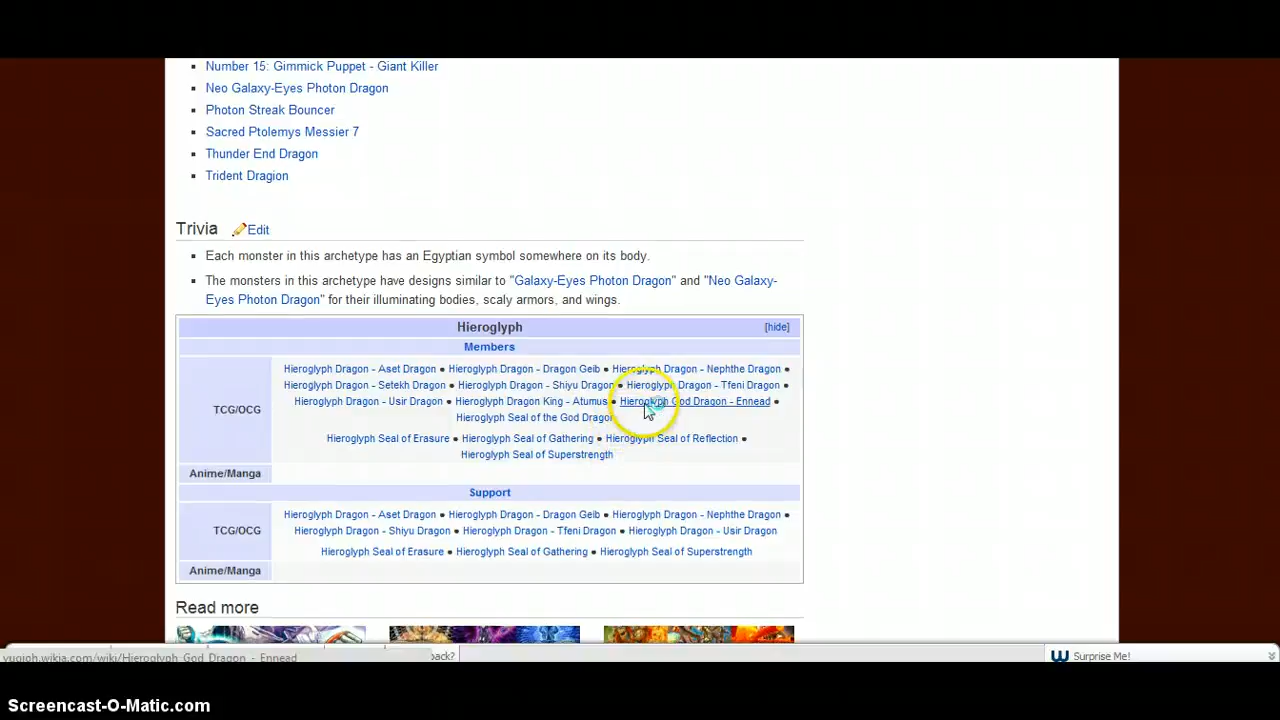 Number 15: Gimmick Puppet - Giant Killer
Neo Galaxy-Eyes Photon Dragon
Photon Streak Bouncer
Sacred Ptolemys Messier 7
Thunder End Dragon
Trident Dragion
Trivia Edit
Each monster in this archetype has an Egyptian symbol somewhere on its body.
The monsters in this archetype have designs similar to "Galaxy-Eyes Photon Dragon" and "Neo Galaxy-
Eyes Photon Dragon" for their illuminating bodies, scaly armors, and wings.
Hieroglyph [hide]
Members
TCG/OCG
Hieroglyph Dragon - Aset Dragon • Hieroglyph Dragon - Dragon Geib • Hieroglyph Dragon - Nephthe Dragon •
Hieroglyph Dragon - Setekh Dragon • Hieroglyph Dragon - Shiyu Dragon • Hieroglyph Dragon - Tfeni Dragon •
Hieroglyph Dragon - Usir Dragon • Hieroglyph Dragon King - Atumus • Hieroglyph God Dragon - Ennead •
Hieroglyph Seal of the God Dragon
Hieroglyph Seal of Erasure • Hieroglyph Seal of Gathering • Hieroglyph Seal of Reflection •
Hieroglyph Seal of Superstrength
Anime/Manga
Support
TCG/OCG
Hieroglyph Dragon - Aset Dragon • Hieroglyph Dragon - Dragon Geib • Hieroglyph Dragon - Nephthe Dragon •
Hieroglyph Dragon - Shiyu Dragon • Hieroglyph Dragon - Tfeni Dragon • Hieroglyph Dragon - Usir Dragon
Hieroglyph Seal of Erasure • Hieroglyph Seal of Gathering • Hieroglyph Seal of Superstrength
Anime/Manga
Read more
yugioh.wikia.com/wiki/Hieroglyph_God_Dragon_-_Ennead
back?
Surprise Me!
Screencast-O-Matic.com